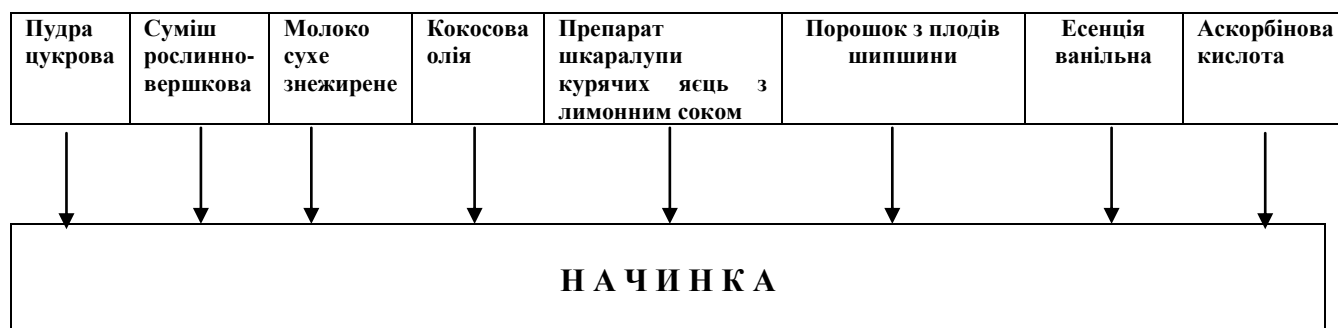 Пудра
цукрова
Суміш
рослинно-
вершкова
Молоко
сухе
знежирене
Кокосова
олія
Препарат
шкаралупи
курячих яєць з
лимонним соком
Порошок з плодів
шипшини
Есенція
ванільна
Аскорбінова
кислота
Н А Ч И Н К А